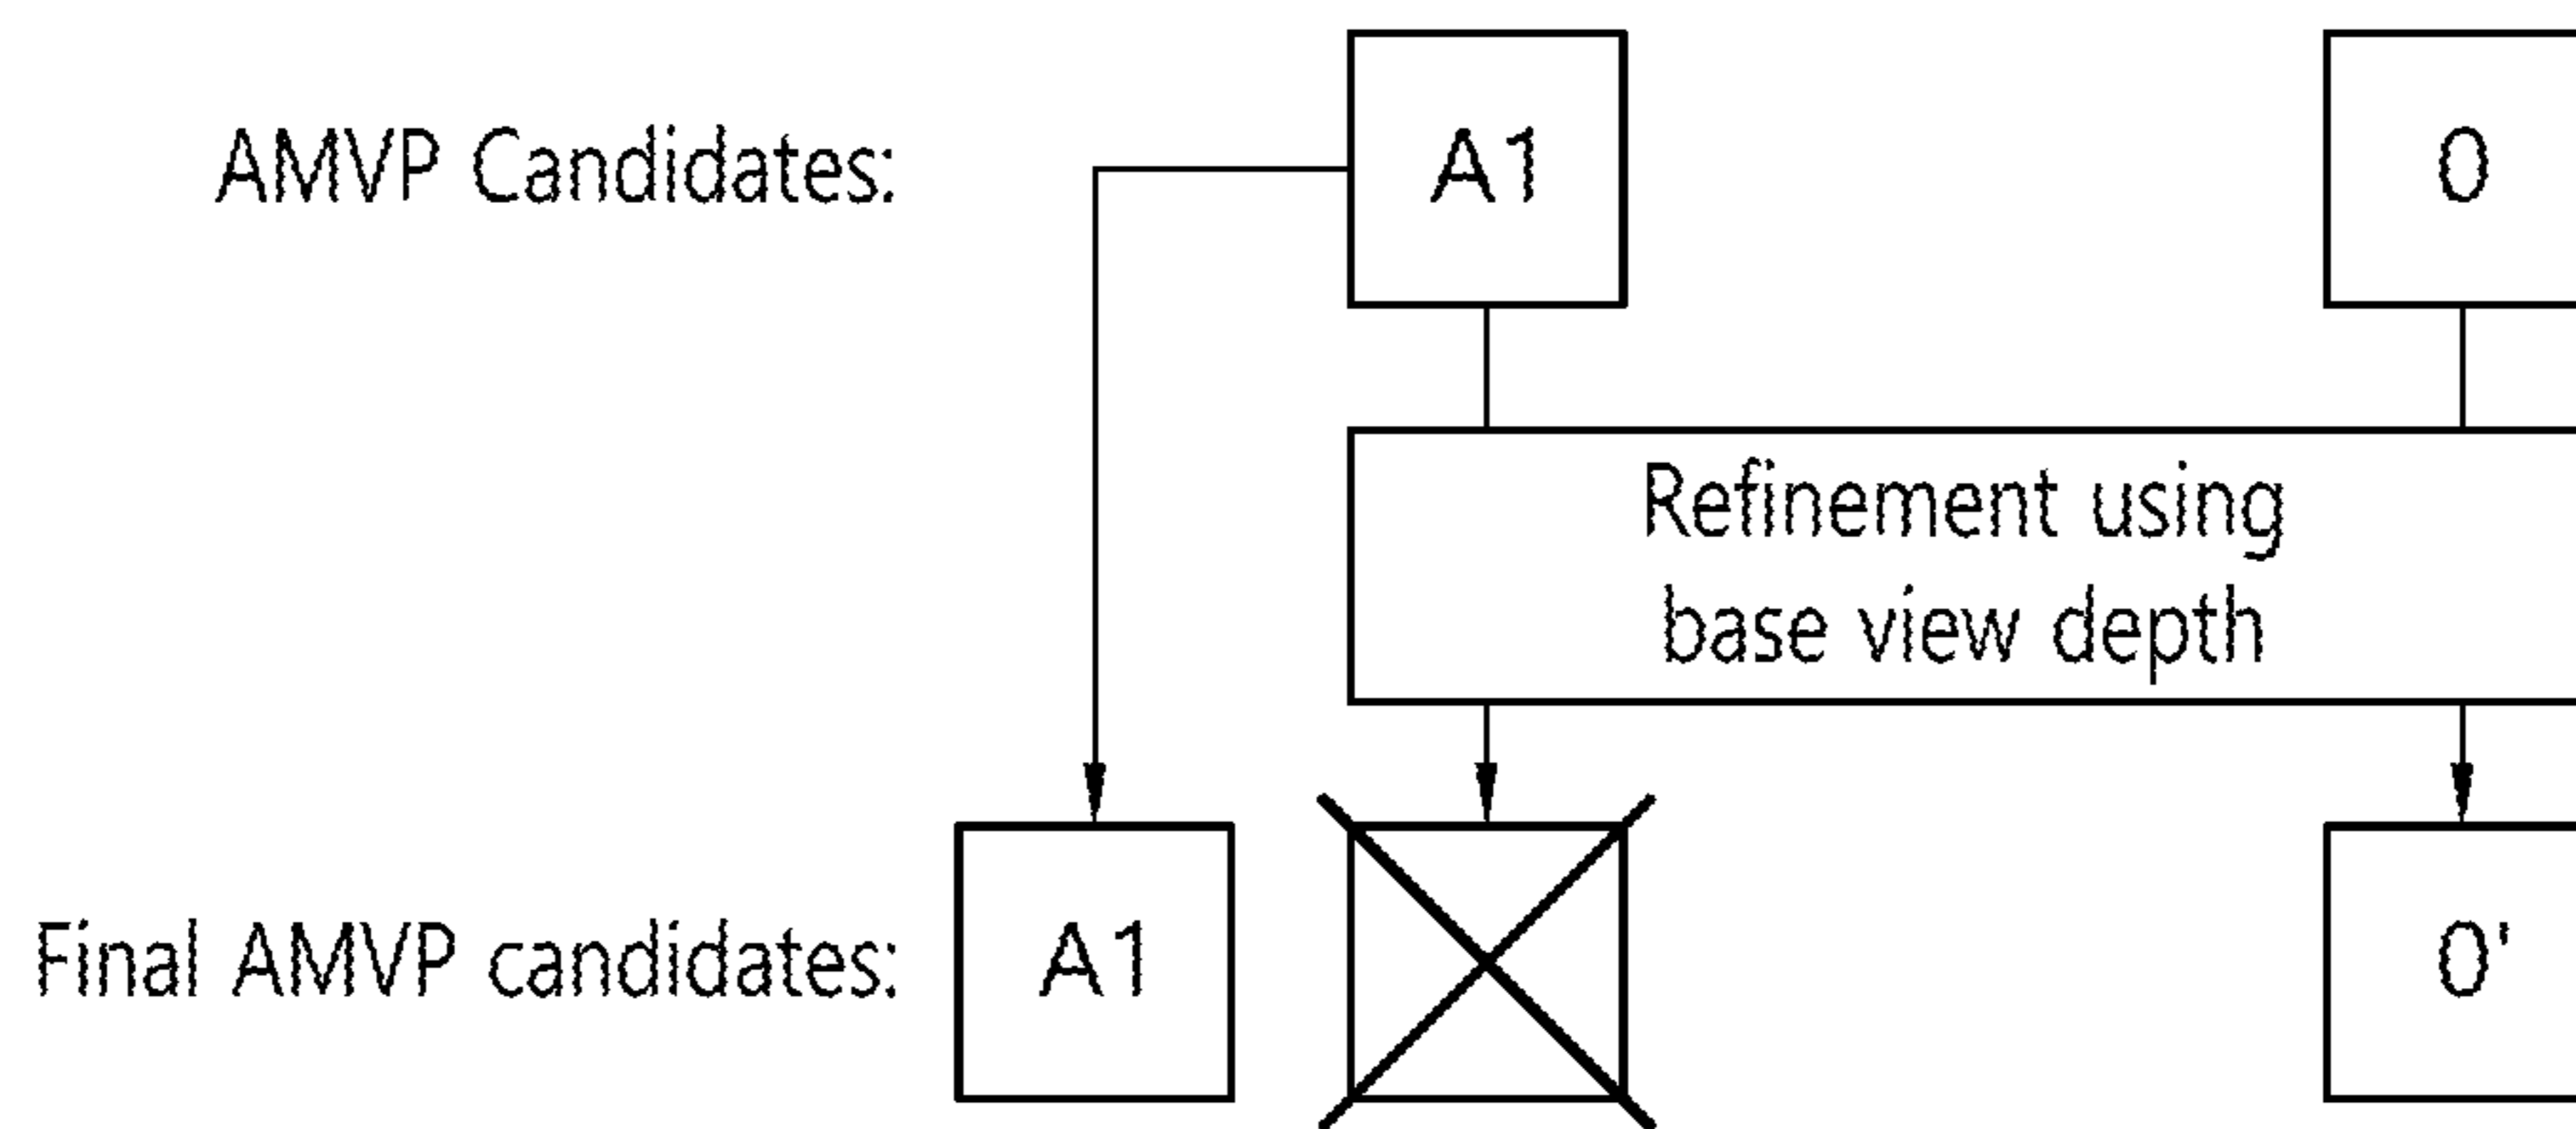 AMVP Candidates:
A1
0
Refinement using
base view depth
Final AMVP candidates:
A1
0'